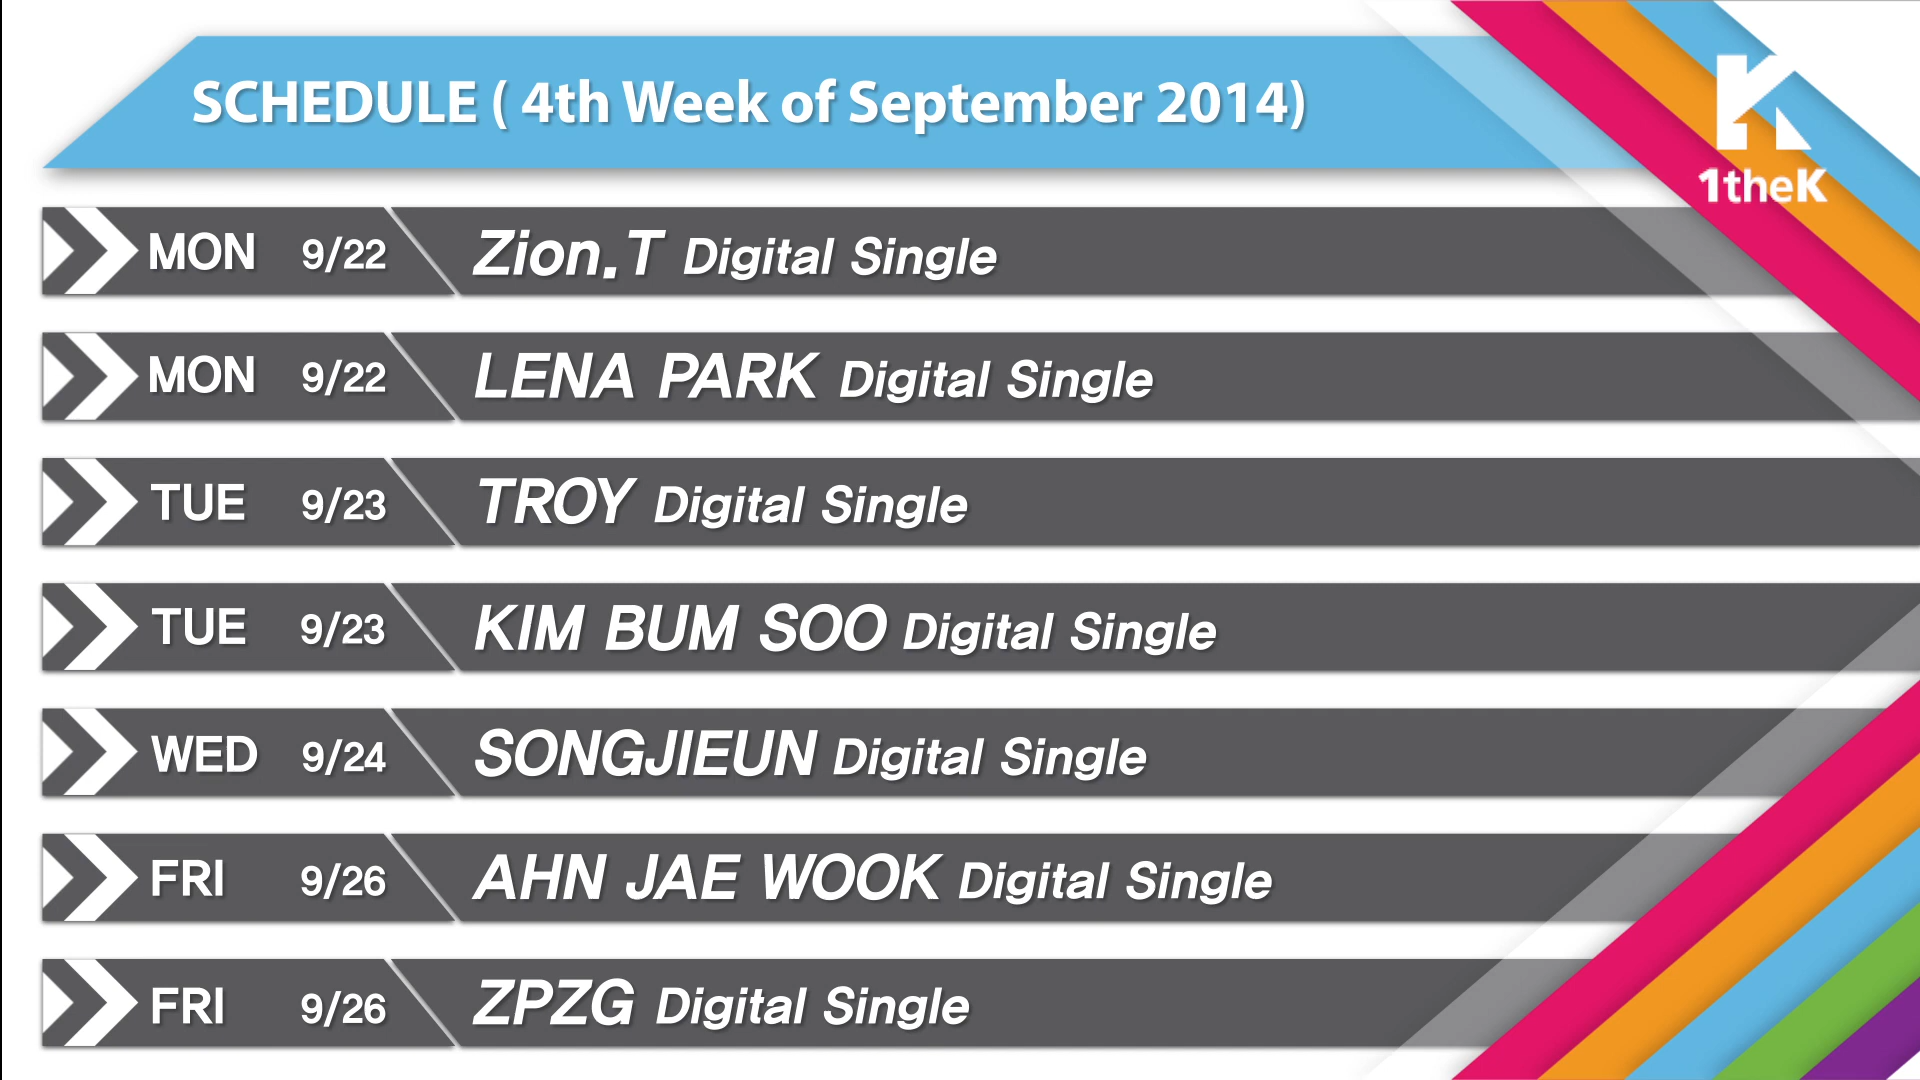 SCHEDULE ( 4th Week of September 2014)
1theK
MON 9/22 Zion.T Digital Single
MON 9/22 LENA PARK Digital Single
TUE 9/23 TROY Digital Single
TUE 9/23 KIM BUM SOO Digital Single
WED 9/24 SONGJIEUN Digital Single
FRI 9/26 AHN JAE WOOK Digital Single
FRI 9/26 ZPZG Digital Single